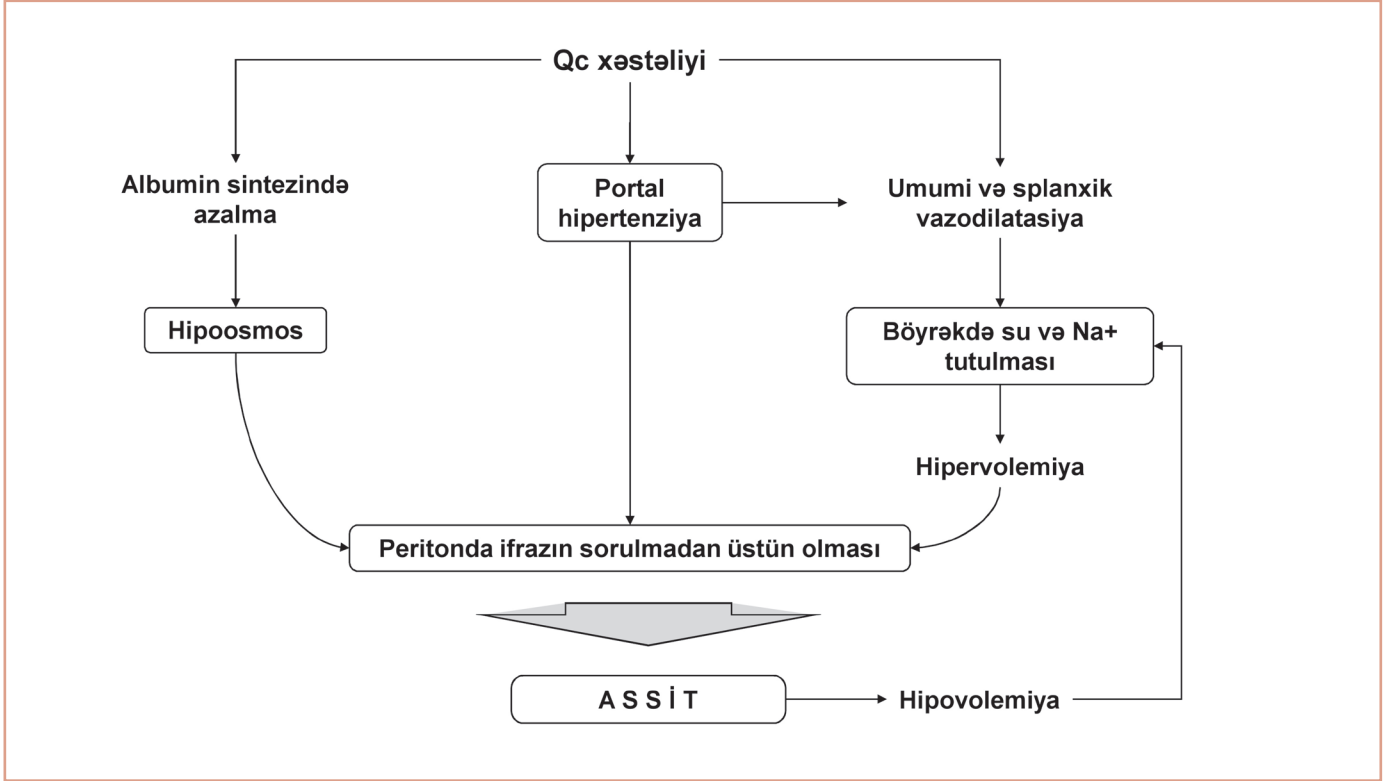 Qc xəstəliyi
Albumin sintezində
azalma
Portal
hipertenziya
Umumi və splanxik
vazodilatasiya
Hipoosmos
Böyrəkdə su və Na+
tutulması
Hipervolemiya
Peritonda ifrazın sorulmadan üstün olması
A S S İ T
Hipovolemiya